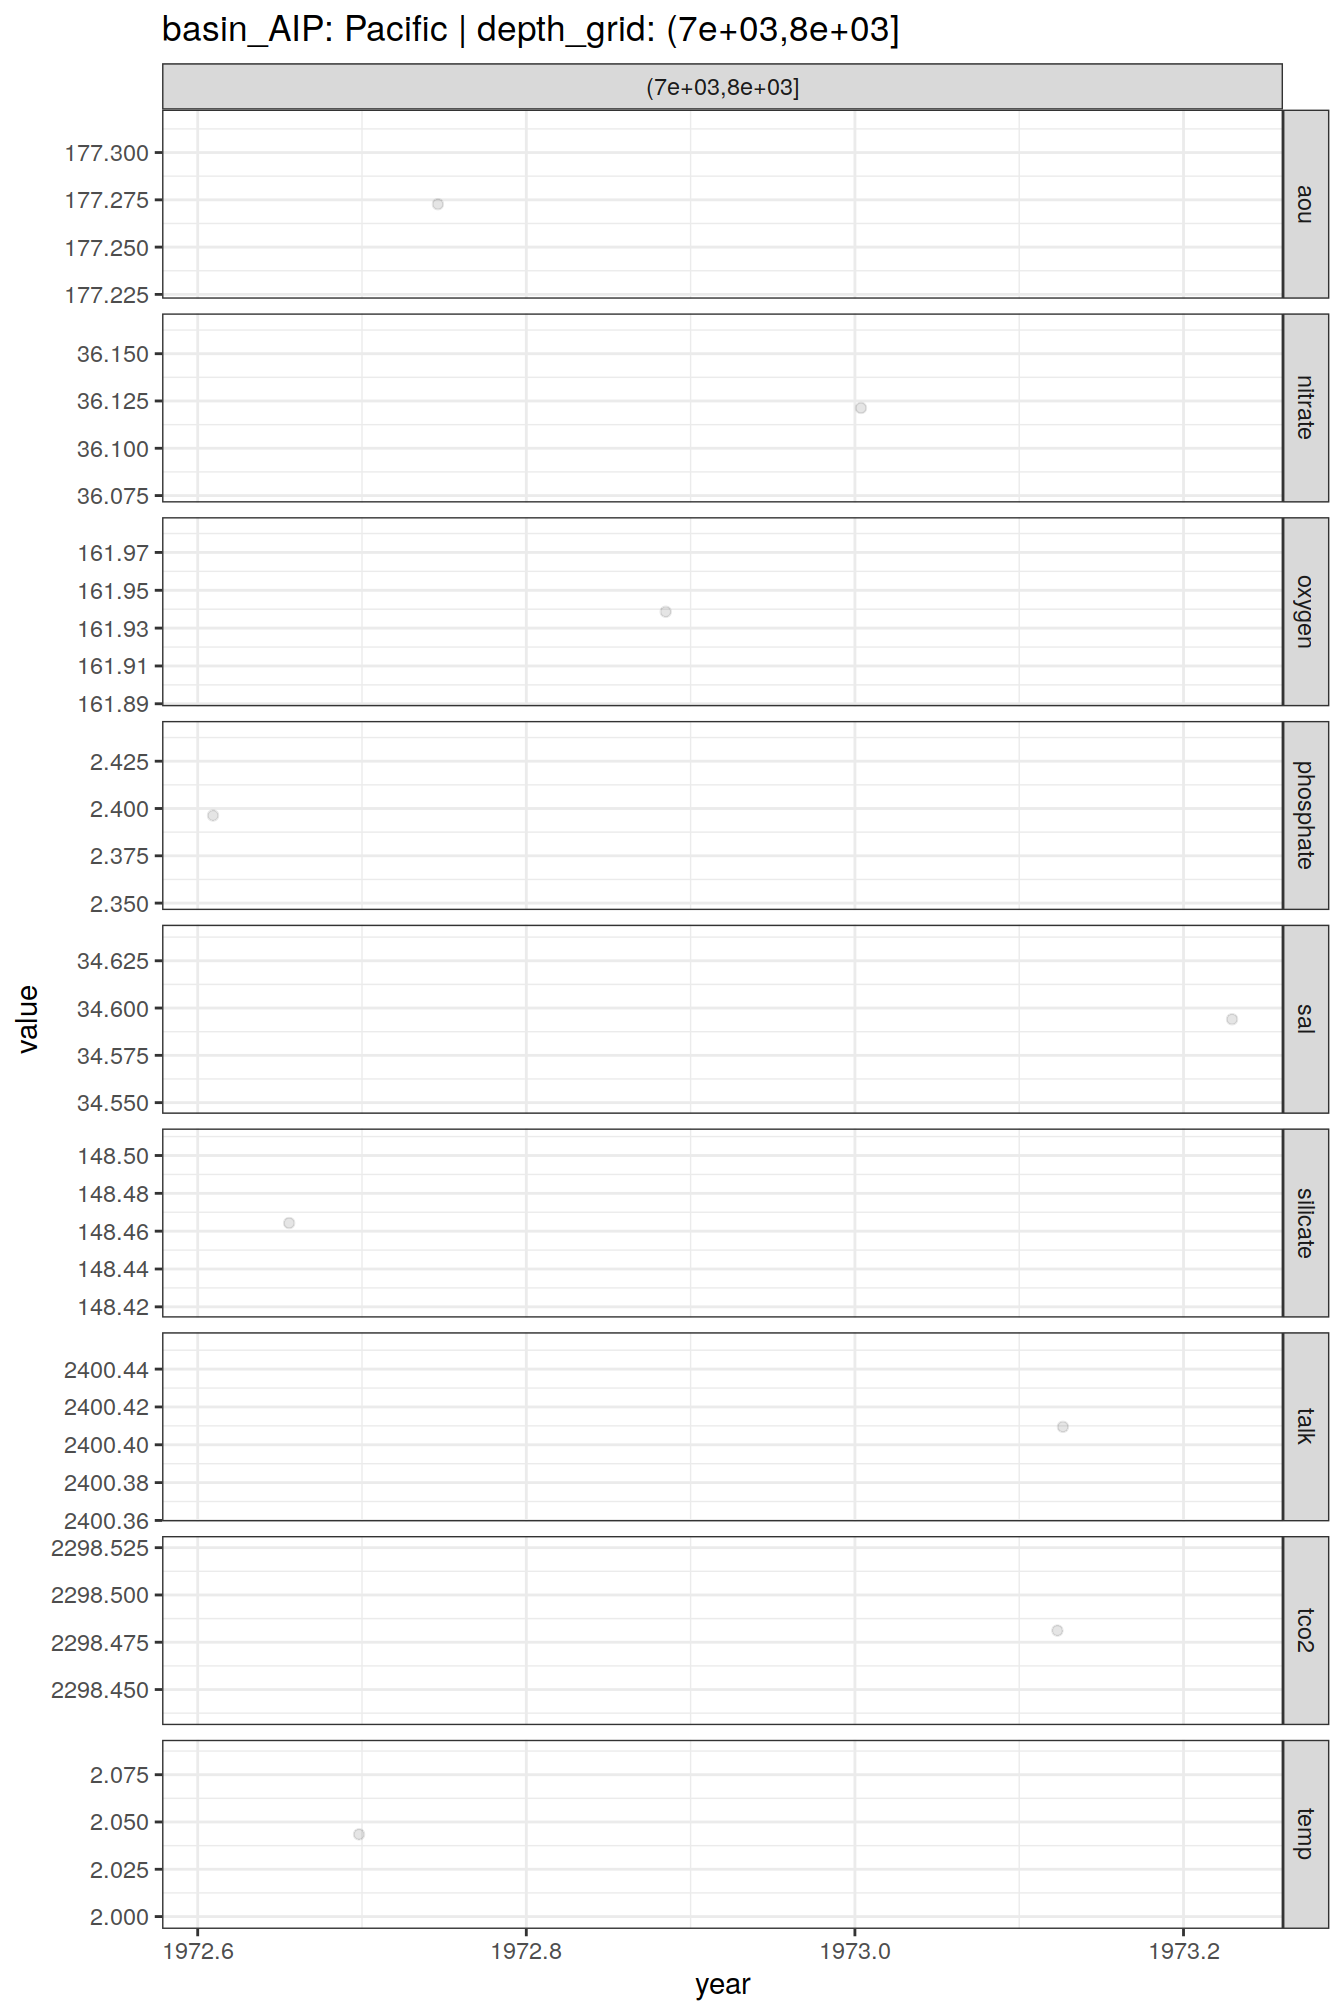 basin_AIP: Pacific | depth_grid: (7e+03,8e+03]
(7e+03,8e+03]
177.300
177.275
177.250
177.225
aou
36.150
36.125
36.100
36.075
nitrate
161.97
161.95
161.93
161.91
161.89
oxygen
2.425
2.400
2.375
2.350
phosphate
value
34.625
34.600
34.575
34.550
sal
148.50
148.48
148.46
148.44
148.42
silicate
2400.44
2400.42
2400.40
2400.38
2400.36
talk
2298.525
2298.500
2298.475
2298.450
tco2
2.075
2.050
2.025
2.000
temp
1972.6 1972.8 1973.0 1973.2
year